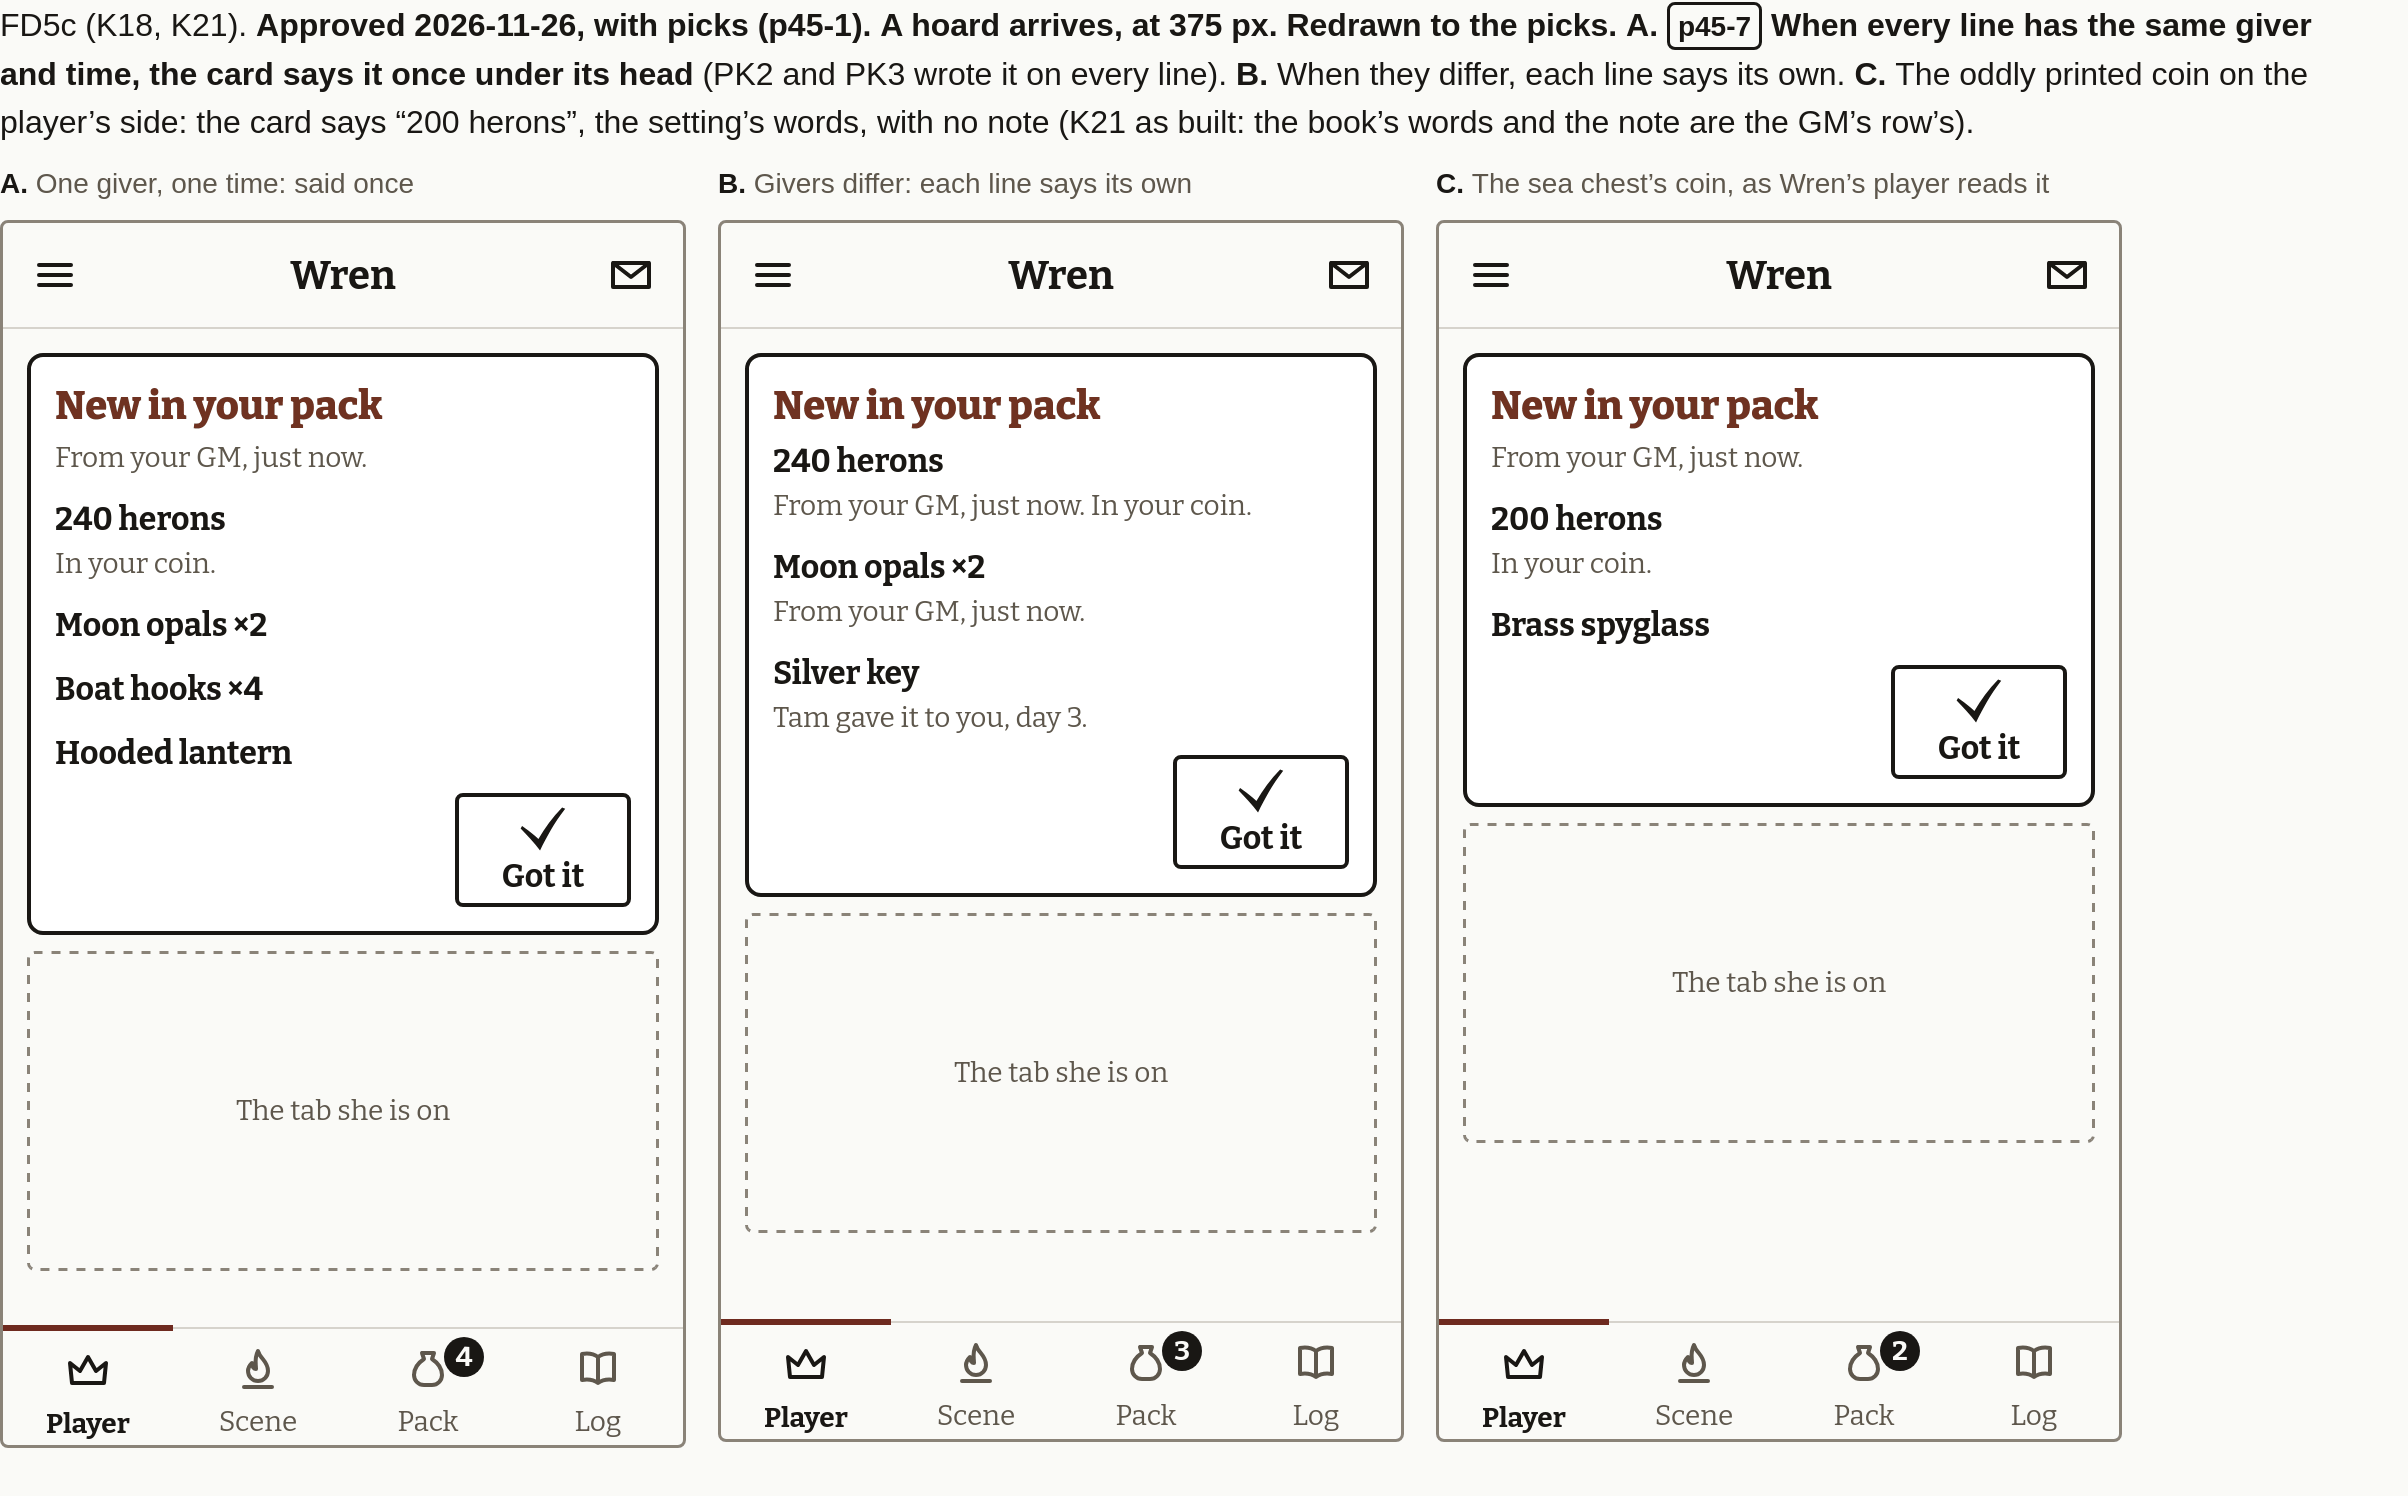 FD5c (K18, K21). Approved 2026-11-26, with picks (p45-1). A hoard arrives, at 375 px. Redrawn to the picks. A. p45-7 When every line has the same giver
and time, the card says it once under its head (PK2 and PK3 wrote it on every line). B. When they differ, each line says its own. C. The oddly printed coin on the
player’s side: the card says “200 herons”, the setting’s words, with no note (K21 as built: the book’s words and the note are the GM’s row’s).
A. One giver, one time: said once
Wren
New in your pack
From your GM, just now.
240 herons
In your coin.
Moon opals ×2
Boat hooks ×4
Hooded lantern
Got it
The tab she is on
4
Player
Scene
Pack
Log
B. Givers differ: each line says its own
Wren
New in your pack
240 herons
From your GM, just now. In your coin.
Moon opals ×2
From your GM, just now.
Silver key
Tam gave it to you, day 3.
Got it
The tab she is on
3
Player
Scene
Pack
Log
C. The sea chest’s coin, as Wren’s player reads it
Wren
New in your pack
From your GM, just now.
200 herons
In your coin.
Brass spyglass
Got it
The tab she is on
2
Player
Scene
Pack
Log